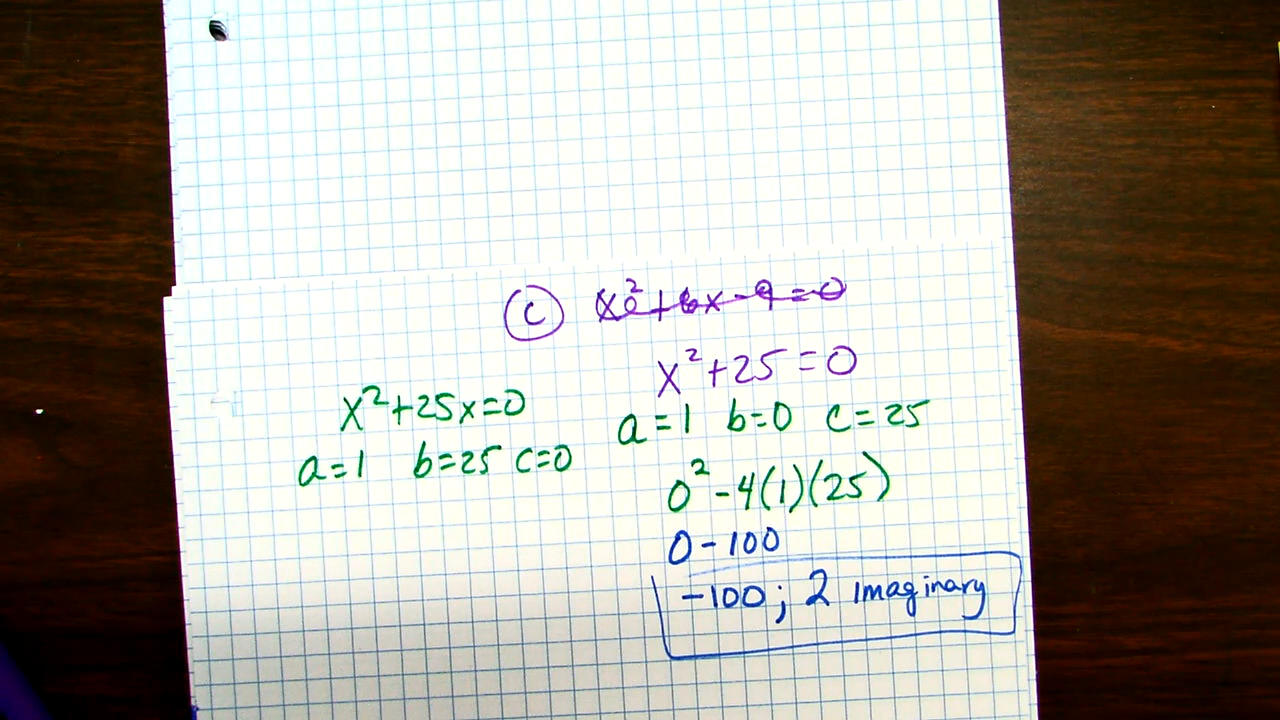 C x²+6x-9=0
x²+25=0
x²+25x=0
a=1 b=25 c=0
a=1 b=0 c=25
0²-4(1)(25)
0-100
-100; 2 Imaginary